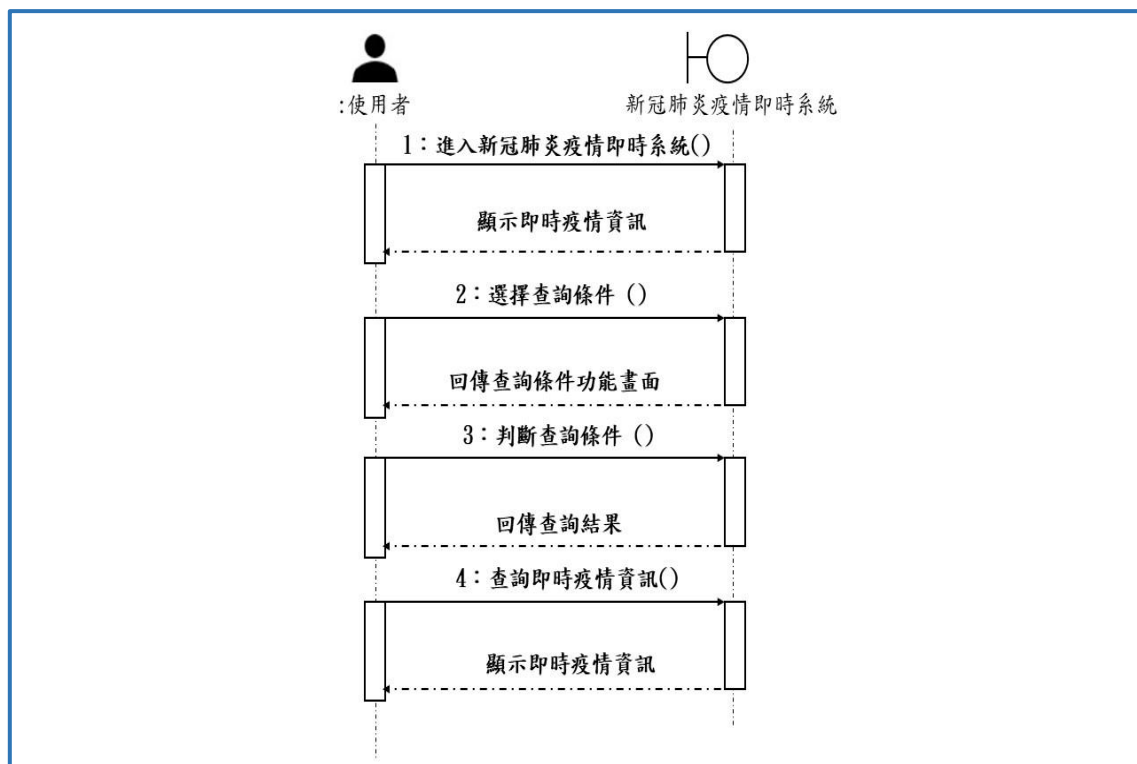 :使用者
新冠肺炎疫情即時系統
1：進入新冠肺炎疫情即時系統()
顯示即時疫情資訊
2：選擇查詢條件 ()
回傳查詢條件功能畫面
3：判斷查詢條件 ()
回傳查詢結果
4：查詢即時疫情資訊()
顯示即時疫情資訊